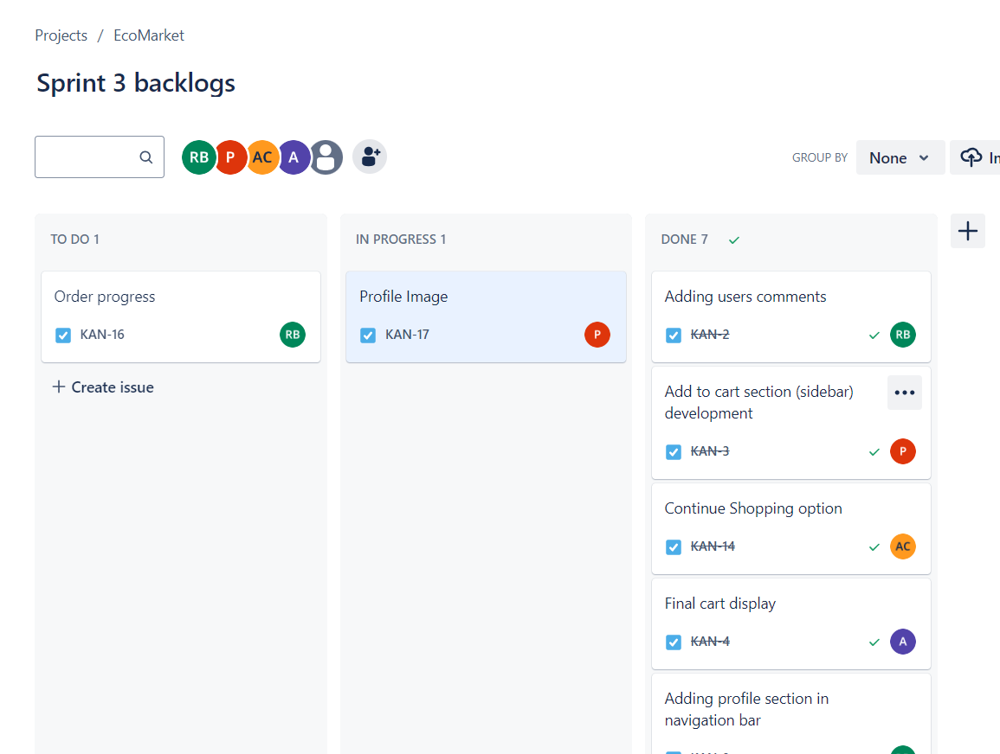 Projects / EcoMarket
Sprint 3 backlogs
RB P AC A
GROUP BY None
TO DO 1
Order progress
KAN-16 RB
+ Create issue
IN PROGRESS 1
Profile Image
KAN-17 P
DONE 7
Adding users comments
KAN-2 RB
Add to cart section (sidebar)
development
KAN-3 P
Continue Shopping option
KAN-14 AC
Final cart display
KAN-4 A
Adding profile section in
navigation bar